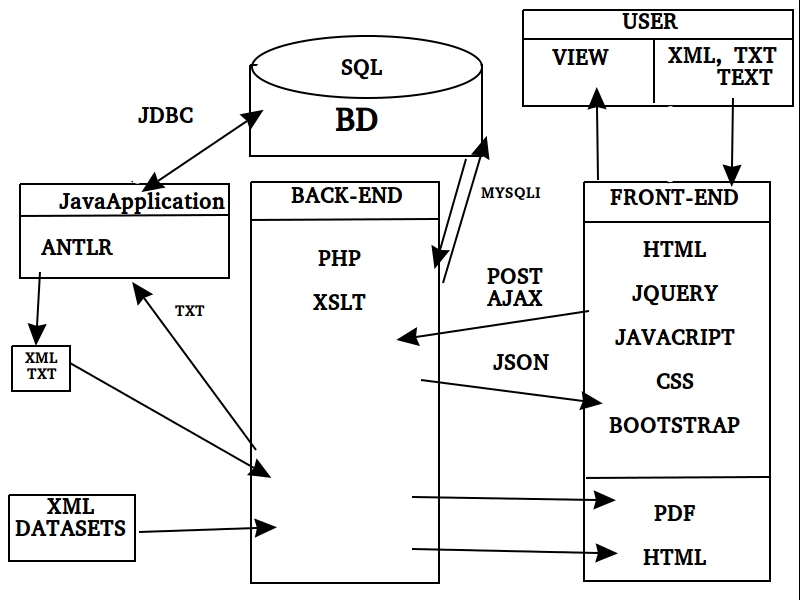 USER
VIEW
XML, TXT
TEXT
SQL
BD
JDBC
JavaApplication
ANTLR
BACK-END
PHP
XSLT
MYSQLI
POST
AJAX
JSON
FRONT-END
HTML
JQUERY
JAVACRIPT
CSS
BOOTSTRAP
TXT
XML
TXT
XML
DATASETS
PDF
HTML